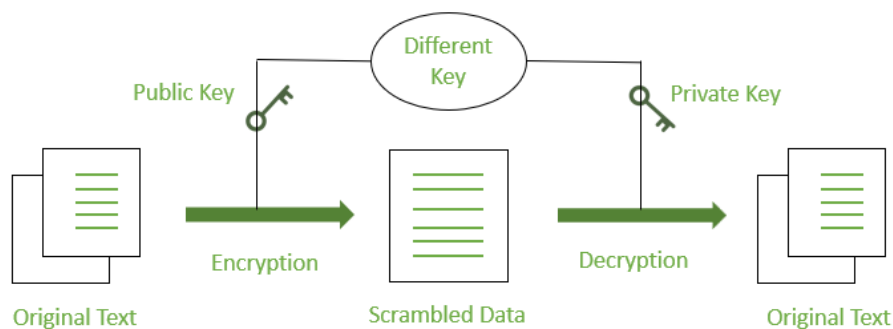 Different
Key
Public Key
Private Key
Encryption
Decryption
Original Text
Scrambled Data
Original Text